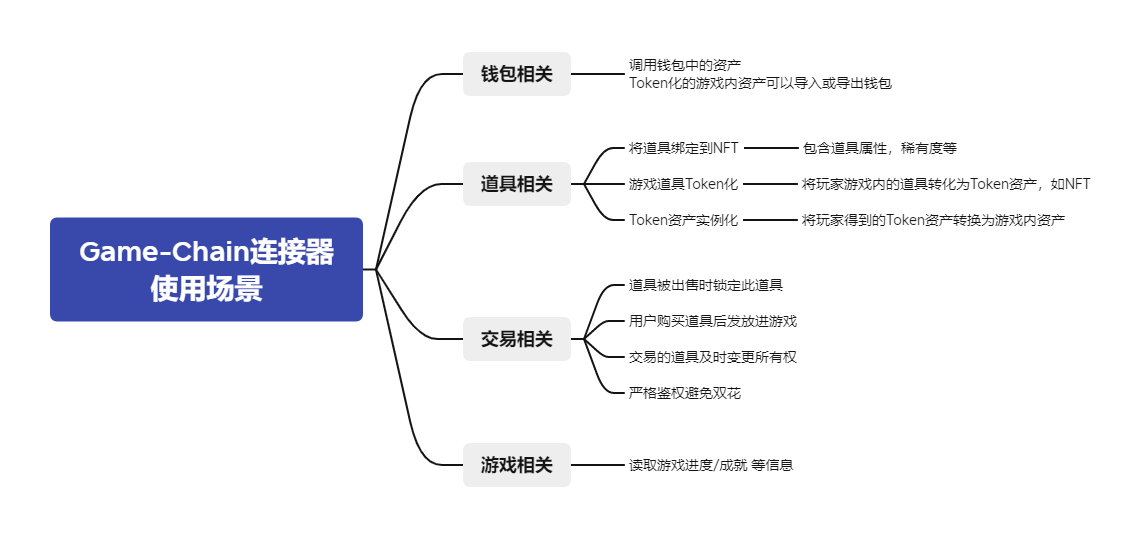 Game-Chain连接器
使用场景
钱包相关
调用钱包中的资产
Token化的游戏内资产可以导入或导出钱包
道具相关
将道具绑定到NFT
包含道具属性，稀有度等
游戏道具Token化
将玩家游戏内的道具转化为Token资产，如NFT
Token资产实例化
将玩家得到的Token资产转换为游戏内资产
交易相关
道具被出售时锁定此道具
用户购买道具后发放进游戏
交易的道具及时变更所有权
严格鉴权避免双花
游戏相关
读取游戏进度/成就 等信息